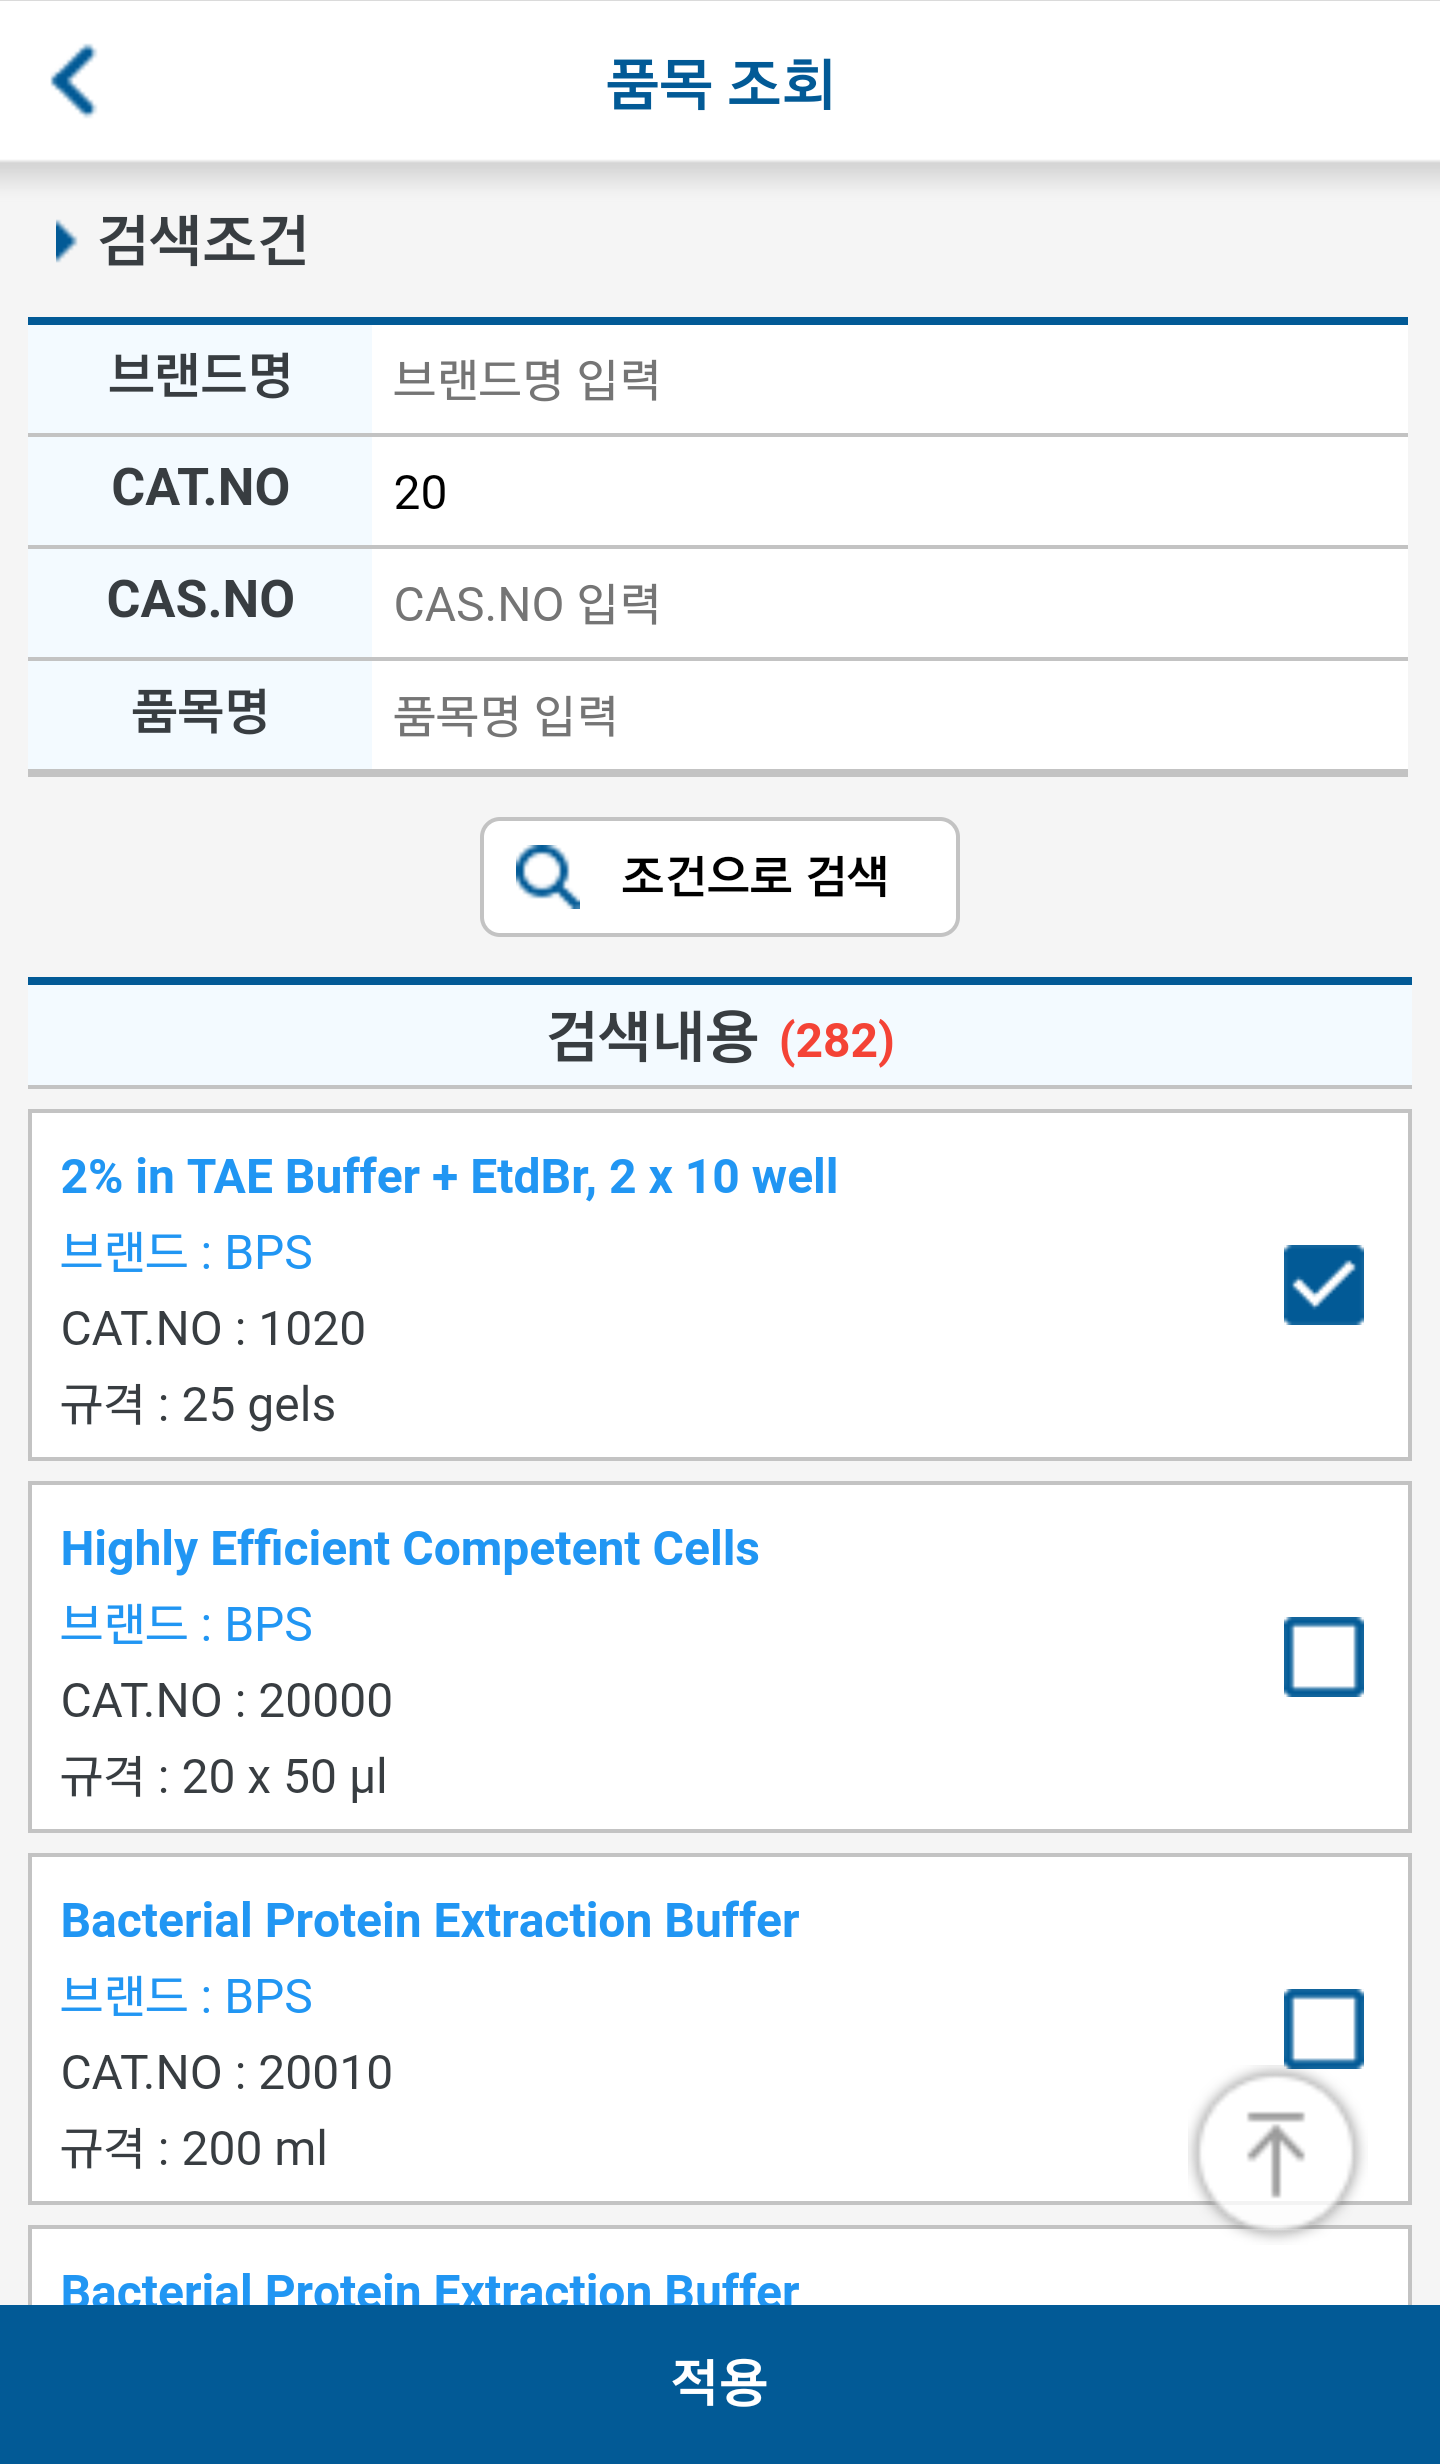 품목 조회
검색조건
브랜드명 브랜드명 입력
CAT.NO 20
CAS.NO CAS.NO 입력
품목명 품목명 입력
조건으로 검색
검색내용 (282)
2% in TAE Buffer + EtdBr, 2 x 10 well
브랜드 : BPS
CAT.NO : 1020
규격 : 25 gels
Highly Efficient Competent Cells
브랜드 : BPS
CAT.NO : 20000
규격 : 20 x 50 µl
Bacterial Protein Extraction Buffer
브랜드 : BPS
CAT.NO : 20010
규격 : 200 ml
Bacterial Protein Extraction Buffer
적용